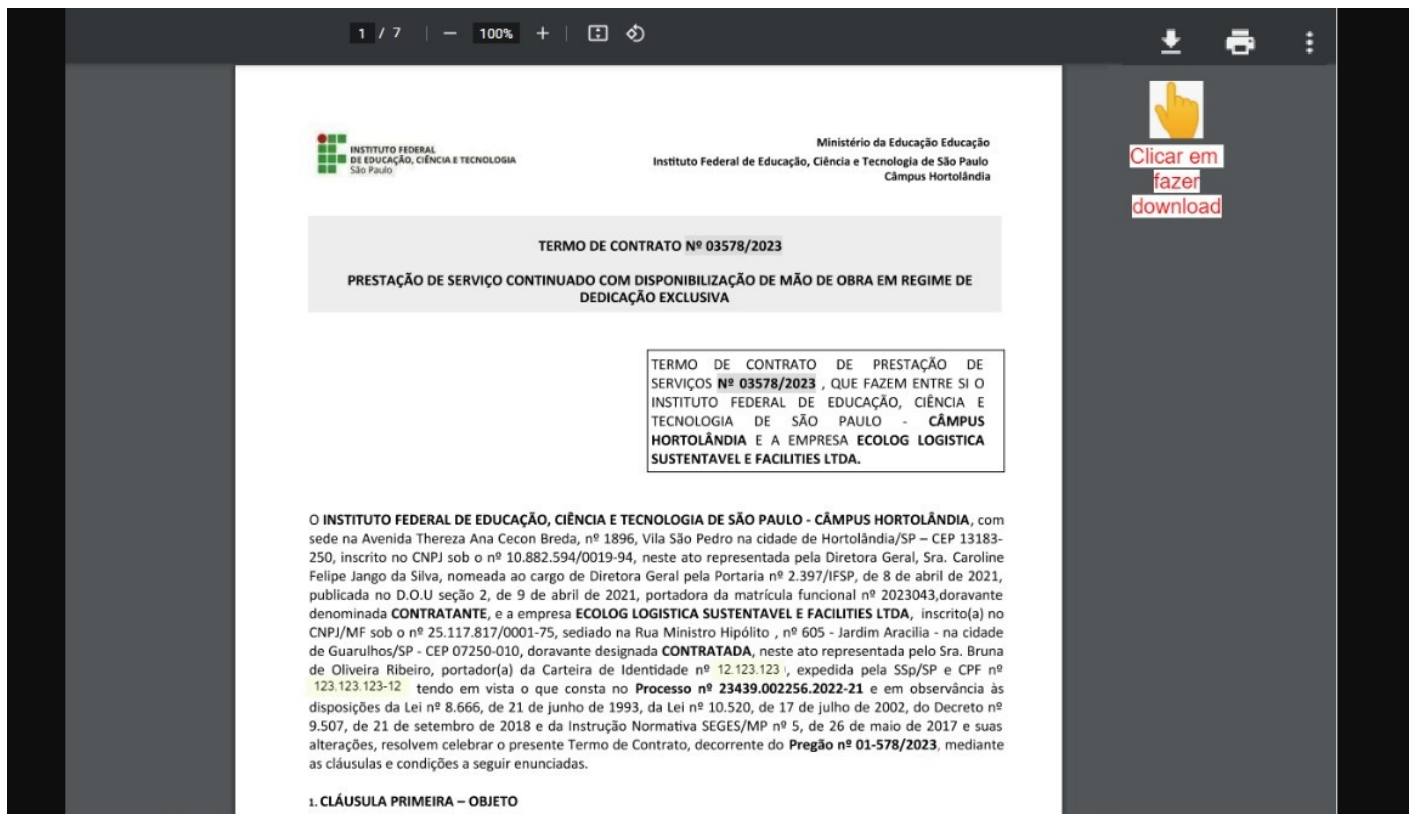 1 / 7 | − 100% + |
INSTITUTO FEDERAL
DE EDUCAÇÃO, CIÊNCIA E TECNOLOGIA
São Paulo
Ministério da Educação Educação
Instituto Federal de Educação, Ciência e Tecnologia de São Paulo
Câmpus Hortolândia
Clicar em
fazer
download
TERMO DE CONTRATO Nº 03578/2023
PRESTAÇÃO DE SERVIÇO CONTINUADO COM DISPONIBILIZAÇÃO DE MÃO DE OBRA EM REGIME DE
DEDICAÇÃO EXCLUSIVA
TERMO DE CONTRATO DE PRESTAÇÃO DE
SERVIÇOS Nº 03578/2023 , QUE FAZEM ENTRE SI O
INSTITUTO FEDERAL DE EDUCAÇÃO, CIÊNCIA E
TECNOLOGIA DE SÃO PAULO - CÂMPUS
HORTOLÂNDIA E A EMPRESA ECOLOG LOGISTICA
SUSTENTAVEL E FACILITIES LTDA.
O INSTITUTO FEDERAL DE EDUCAÇÃO, CIÊNCIA E TECNOLOGIA DE SÃO PAULO - CÂMPUS HORTOLÂNDIA, com
sede na Avenida Thereza Ana Cecon Breda, nº 1896, Vila São Pedro na cidade de Hortolândia/SP – CEP 13183-
250, inscrito no CNPJ sob o nº 10.882.594/0019-94, neste ato representada pela Diretora Geral, Sra. Caroline
Felipe Jango da Silva, nomeada ao cargo de Diretora Geral pela Portaria nº 2.397/IFSP, de 8 de abril de 2021,
publicada no D.O.U seção 2, de 9 de abril de 2021, portadora da matrícula funcional nº 2023043,doravante
denominada CONTRATANTE, e a empresa ECOLOG LOGISTICA SUSTENTAVEL E FACILITIES LTDA, inscrito(a) no
CNPJ/MF sob o nº 25.117.817/0001-75, sediado na Rua Ministro Hipólito , nº 605 - Jardim Aracilia - na cidade
de Guarulhos/SP - CEP 07250-010, doravante designada CONTRATADA, neste ato representada pelo Sra. Bruna
de Oliveira Ribeiro, portador(a) da Carteira de Identidade nº 12.123.123 , expedida pela SSp/SP e CPF nº
123.123.123-12 tendo em vista o que consta no Processo nº 23439.002256.2022-21 e em observância às
disposições da Lei nº 8.666, de 21 de junho de 1993, da Lei nº 10.520, de 17 de julho de 2002, do Decreto nº
9.507, de 21 de setembro de 2018 e da Instrução Normativa SEGES/MP nº 5, de 26 de maio de 2017 e suas
alterações, resolvem celebrar o presente Termo de Contrato, decorrente do Pregão nº 01-578/2023, mediante
as cláusulas e condições a seguir enunciadas.
1. CLÁUSULA PRIMEIRA – OBJETO